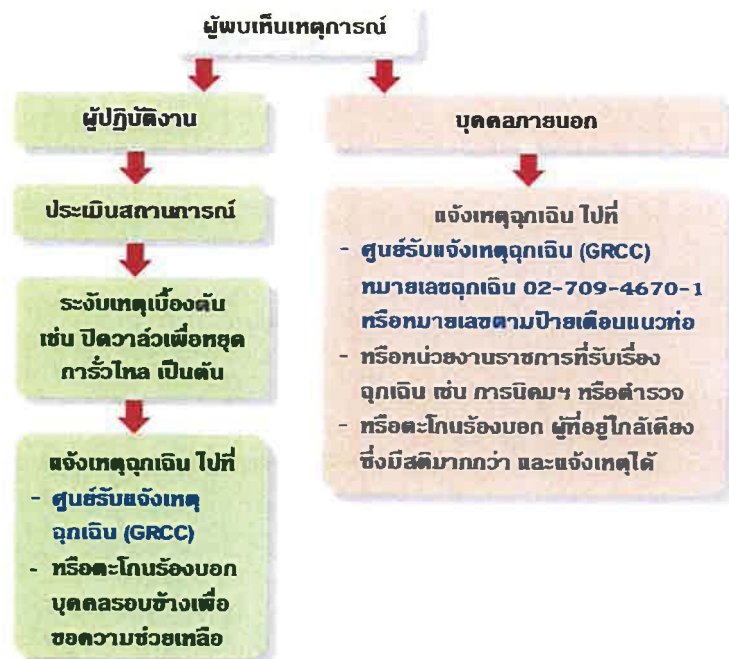 ผู้พบเห็นเหตุการณ์
ผู้ปฏิบัติงาน
ประเมินสถานการณ์
ระงับเหตุเบื้องต้น
เช่น ปิดวาล์วเพื่อหยุด
การรั่วไหล เป็นต้น
แจ้งเหตุฉุกเฉิน ไปที่
- ศูนย์รับแจ้งเหตุ
ฉุกเฉิน (GRCC)
- หรือตะโกนร้องบอก
บุคคลรอบข้างเพื่อ
ขอความช่วยเหลือ
บุคคลภายนอก
แจ้งเหตุฉุกเฉิน ไปที่
- ศูนย์รับแจ้งเหตุฉุกเฉิน (GRCC)
หมายเลขฉุกเฉิน 02-709-4670-1
หรือหมายเลขตามป้ายเตือนแนวท่อ
- หรือหน่วยงานราชการที่รับเรื่อง
ฉุกเฉิน เช่น การนิคมฯ หรือตำรวจ
- หรือตะโกนร้องบอก ผู้ที่อยู่ใกล้เคียง
ซึ่งมีสติมากกว่า และแจ้งเหตุได้